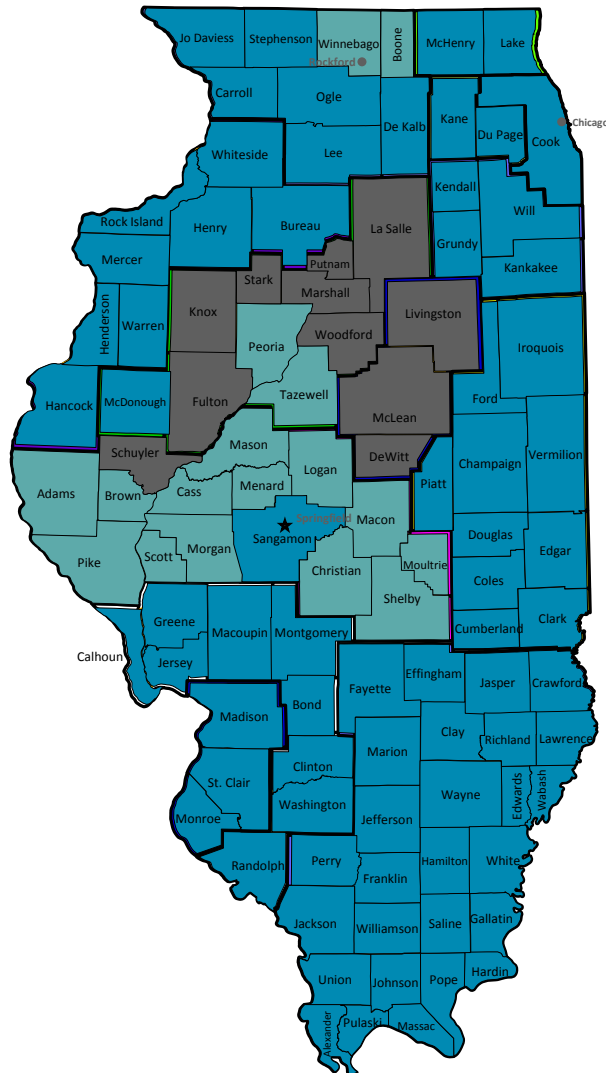 Jo Daviess
Stephenson
Winnebago
Boone
McHenry
Lake
Rockford
Carroll
Ogle
De Kalb
Kane
Du Page
Cook
Chicago
Whiteside
Lee
Kendall
Will
Rock Island
Henry
Bureau
La Salle
Grundy
Mercer
Putnam
Kankakee
Stark
Marshall
Henderson
Warren
Knox
Livingston
Woodford
Peoria
Iroquois
Tazewell
Ford
Hancock
McDonough
Fulton
McLean
Mason
Schuyler
Logan
DeWitt
Champaign
Vermilion
Adams
Brown
Cass
Menard
Piatt
Macon
Springfield
Sangamon
Douglas
Edgar
Pike
Scott
Morgan
Christian
Moultrie
Coles
Shelby
Greene
Macoupin
Montgomery
Cumberland
Clark
Calhoun
Jersey
Effingham
Jasper
Crawford
Fayette
Bond
Madison
Clay
Richland
Lawrence
Marion
Clinton
St. Clair
Wayne
Edwards
Wabash
Washington
Monroe
Jefferson
Randolph
Perry
Hamilton
White
Franklin
Jackson
Williamson
Saline
Gallatin
Union
Johnson
Pope
Hardin
Alexander
Pulaski
Massac